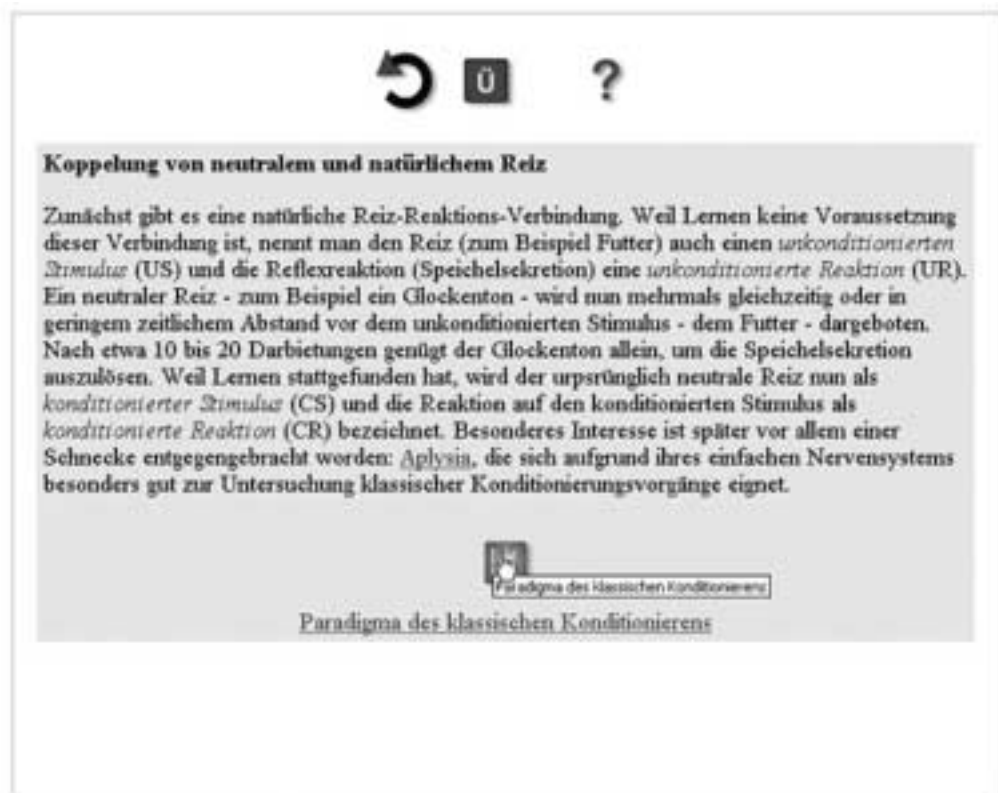 Ü ?
Koppelung von neutralem und natürlichem Reiz
Zunächst gibt es eine natürliche Reiz-Reaktions-Verbindung. Weil Lernen keine Voraussetzung
dieser Verbindung ist, nennt man den Reiz (zum Beispiel Futter) auch einen unkonditionierten
Stimulus (US) und die Reflexreaktion (Speichelsekretion) eine unkonditionierte Reaktion (UR).
Ein neutraler Reiz - zum Beispiel ein Glockenton - wird nun mehrmals gleichzeitig oder in
geringem zeitlichem Abstand vor dem unkonditionierten Stimulus - dem Futter - dargeboten.
Nach etwa 10 bis 20 Darbietungen genügt der Glockenton allein, um die Speichelsekretion
auszulösen. Weil Lernen stattgefunden hat, wird der urpsrünglich neutrale Reiz nun als
konditionierter Stimulus (CS) und die Reaktion auf den konditionierten Stimulus als
konditionierte Reaktion (CR) bezeichnet. Besonderes Interesse ist später vor allem einer
Schnecke entgegengebracht worden: Aplysia, die sich aufgrund ihres einfachen Nervensystems
besonders gut zur Untersuchung klassischer Konditionierungsvorgänge eignet.
Paradigma des klassischen Konditionierens
Paradigma des klassischen Konditionierens